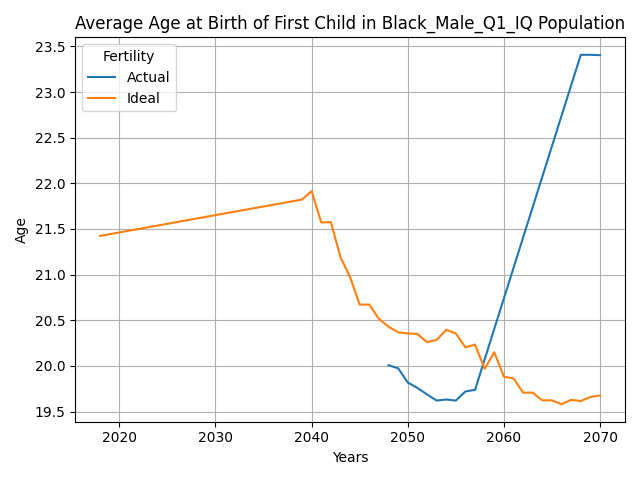 Average Age at Birth of First Child in Black_Male_Q1_IQ Population
Fertility
Actual
Ideal
23.5
23.0
22.5
22.0
21.5
21.0
20.5
20.0
19.5
Age
2020 2030 2040 2050 2060 2070
Years